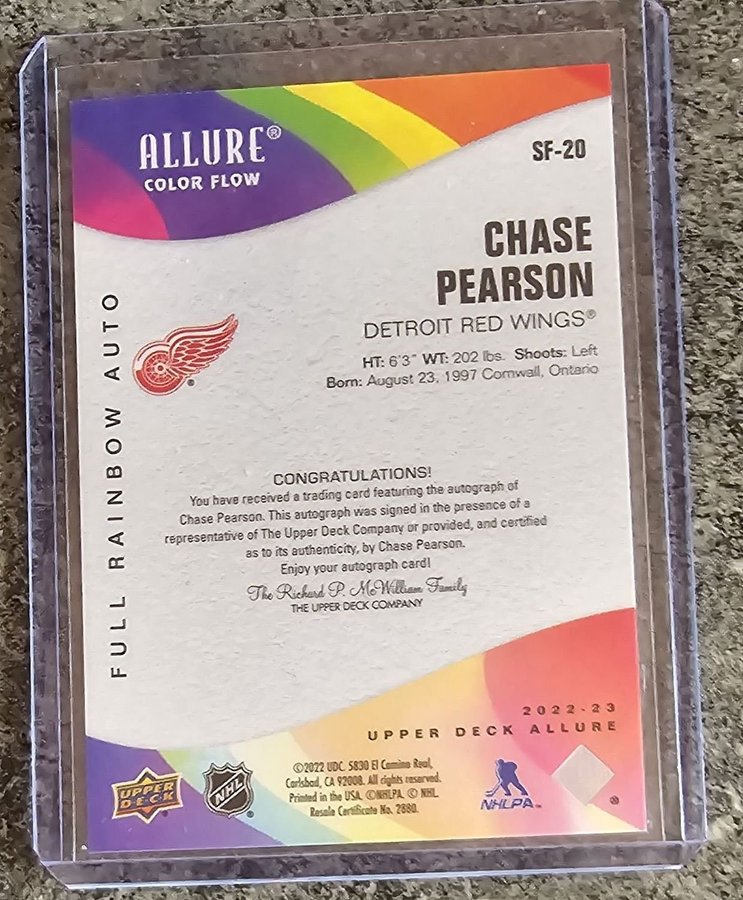 ALLURE®
COLOR FLOW
SF-20
CHASE
PEARSON
DETROIT RED WINGS®
HT: 6'3" WT: 202 lbs. Shoots: Left
Born: August 23, 1997 Cornwall, Ontario
FULL RAINBOW AUTO
CONGRATULATIONS!
You have received a trading card featuring the autograph of
Chase Pearson. This autograph was signed in the presence of a
representative of The Upper Deck Company or provided, and certified
as to its authenticity, by Chase Pearson.
Enjoy your autograph card!
The Richard P. McWilliam Family
THE UPPER DECK COMPANY
2022-23
UPPER DECK ALLURE
©2022 UDC. 5830 El Camino Real,
Carlsbad, CA 92008. All rights reserved.
Printed in the USA. ©NHLPA. © NHL.
Resale Certificate No. 2880.
UPPER DECK
NHL
®
NHLPA™
®